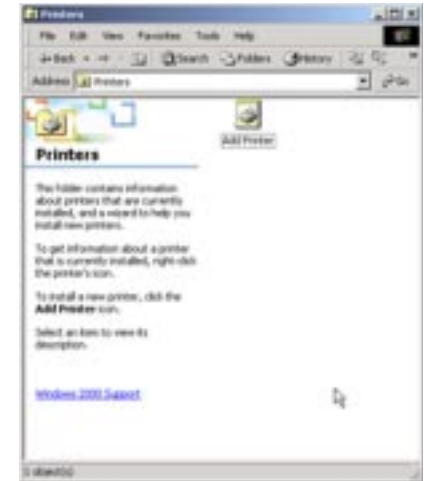 Printers
File Edit View Favorites Tools Help
Back Search Folders History
Address Printers Go
Add Printer
Printers
This folder contains information
about printers that are currently
installed, and a wizard to help you
install new printers.
To get information about a printer
that is currently installed, right-click
the printer's icon.
To install a new printer, click the
Add Printer icon.
Select an item to view its
description.
Windows 2000 Support
1 object(s)